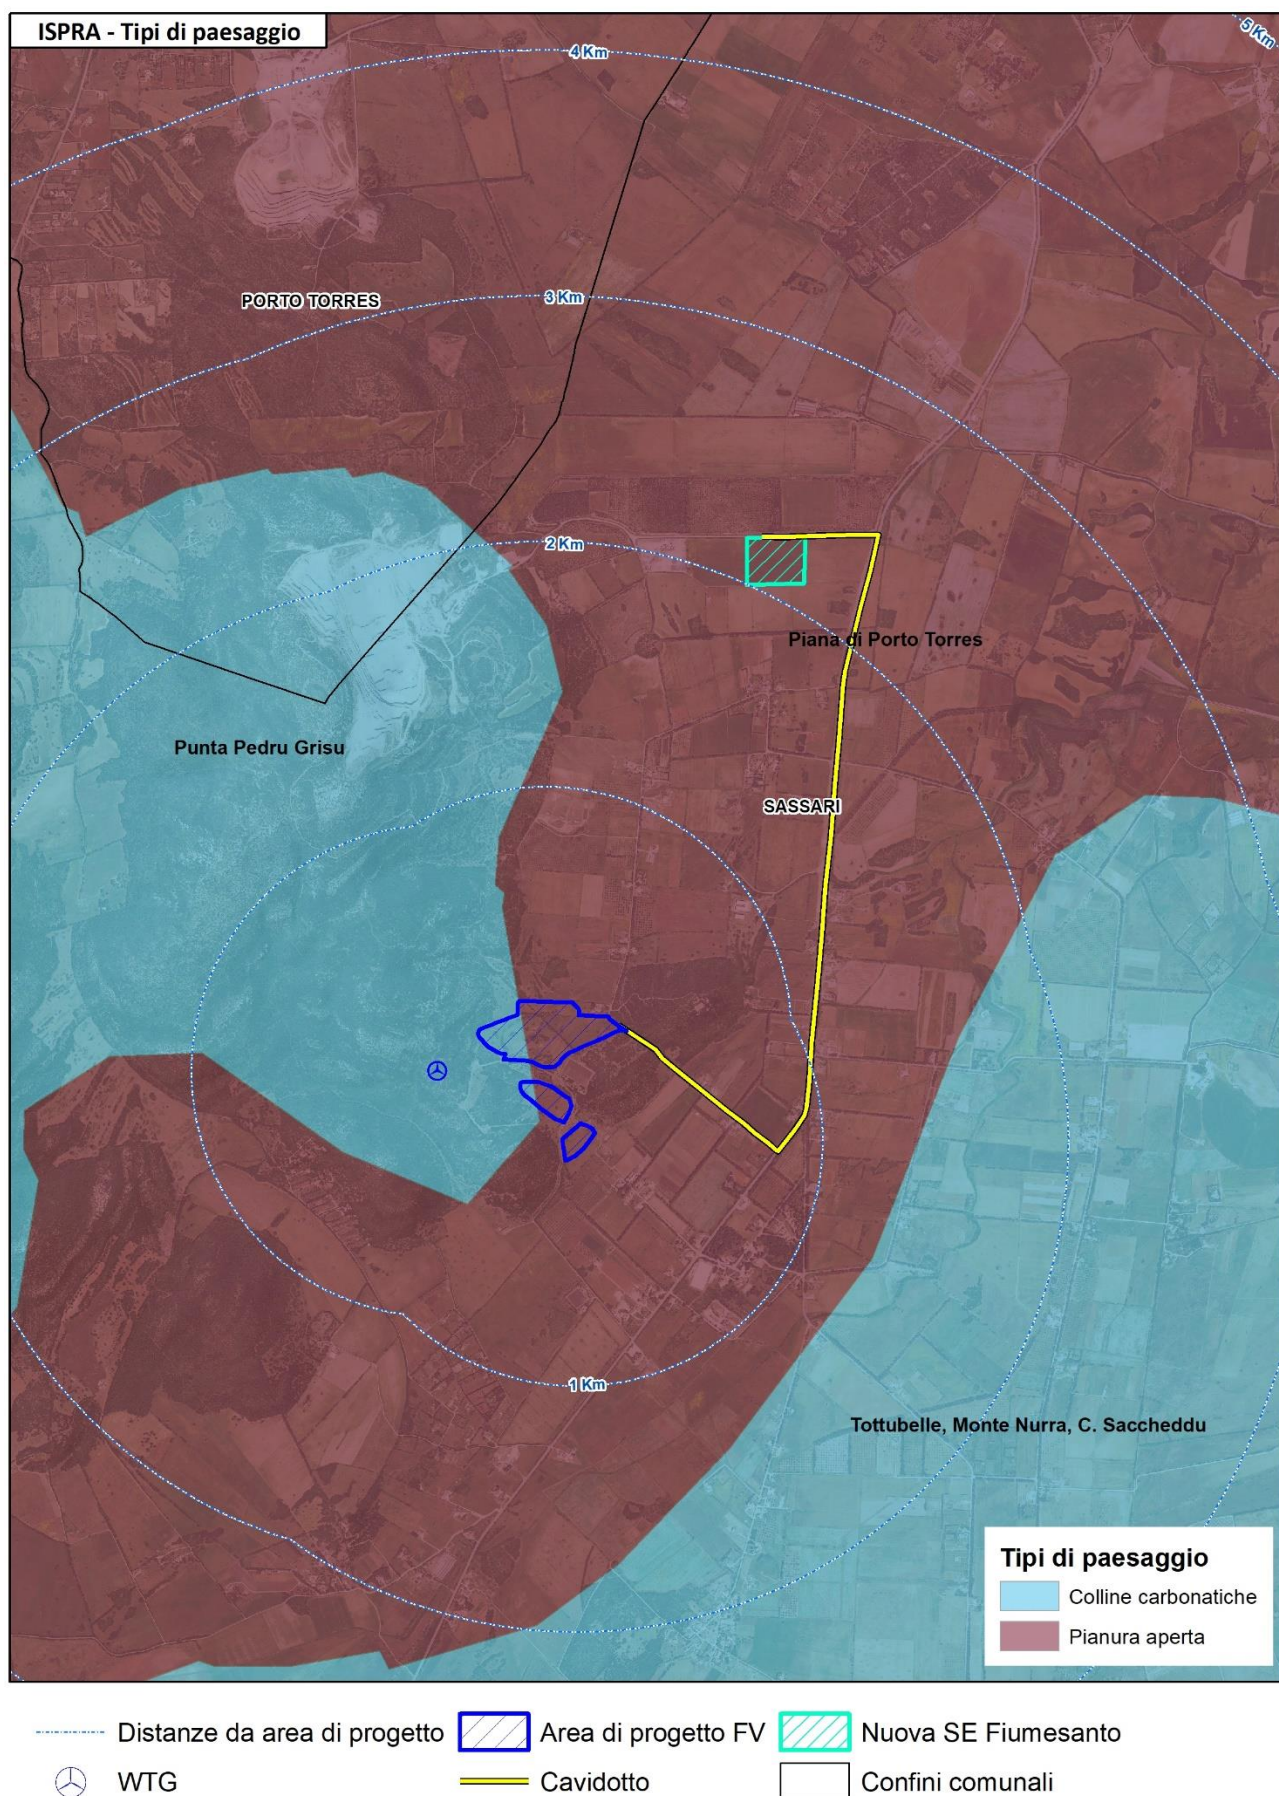 ISPRA - Tipi di paesaggio
5 Km
4 Km
PORTO TORRES
3 Km
2 Km
Piana di Porto Torres
Punta Pedru Grisu
SASSARI
1 Km
Tottubelle, Monte Nurra, C. Saccheddu
Tipi di paesaggio
Colline carbonatiche
Pianura aperta
Distanze da area di progetto
Area di progetto FV
Nuova SE Fiumesanto
WTG
Cavidotto
Confini comunali